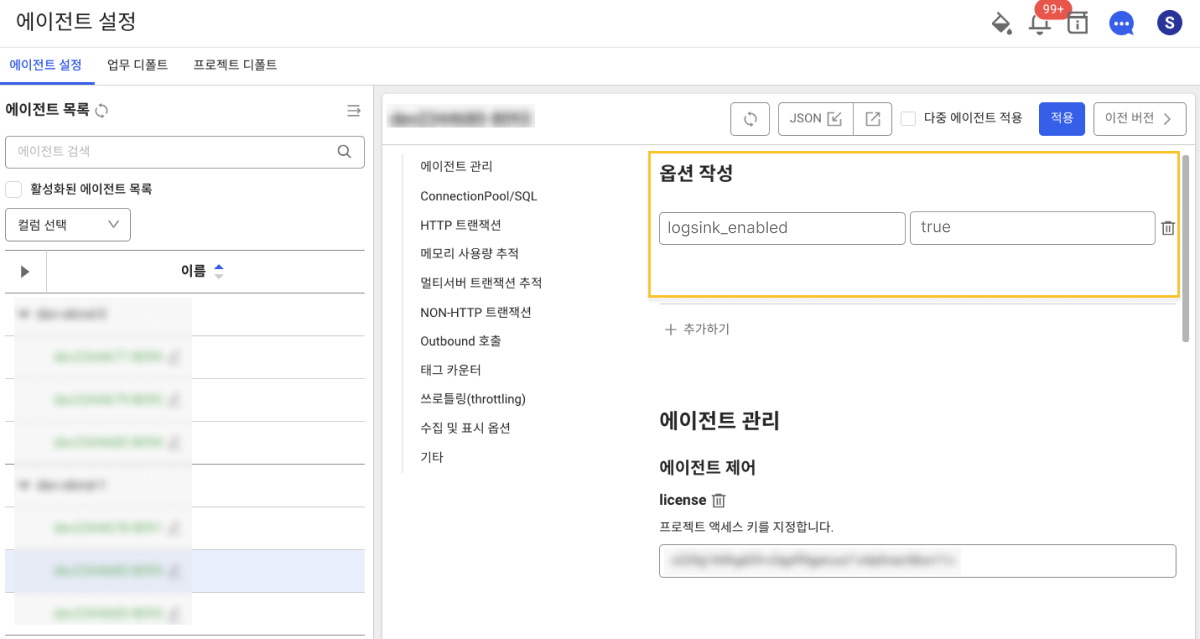 에이전트 설정
99+
S
에이전트 설정 업무 디폴트 프로젝트 디폴트
에이전트 목록
에이전트 검색
활성화된 에이전트 목록
컬럼 선택
이름
JSON
다중 에이전트 적용
적용
이전 버전
에이전트 관리
ConnectionPool/SQL
HTTP 트랜잭션
메모리 사용량 추적
멀티서버 트랜잭션 추적
NON-HTTP 트랜잭션
Outbound 호출
태그 카운터
쓰로틀링(throttling)
수집 및 표시 옵션
기타
옵션 작성
logsink_enabled true
추가하기
에이전트 관리
에이전트 제어
license
프로젝트 액세스 키를 지정합니다.